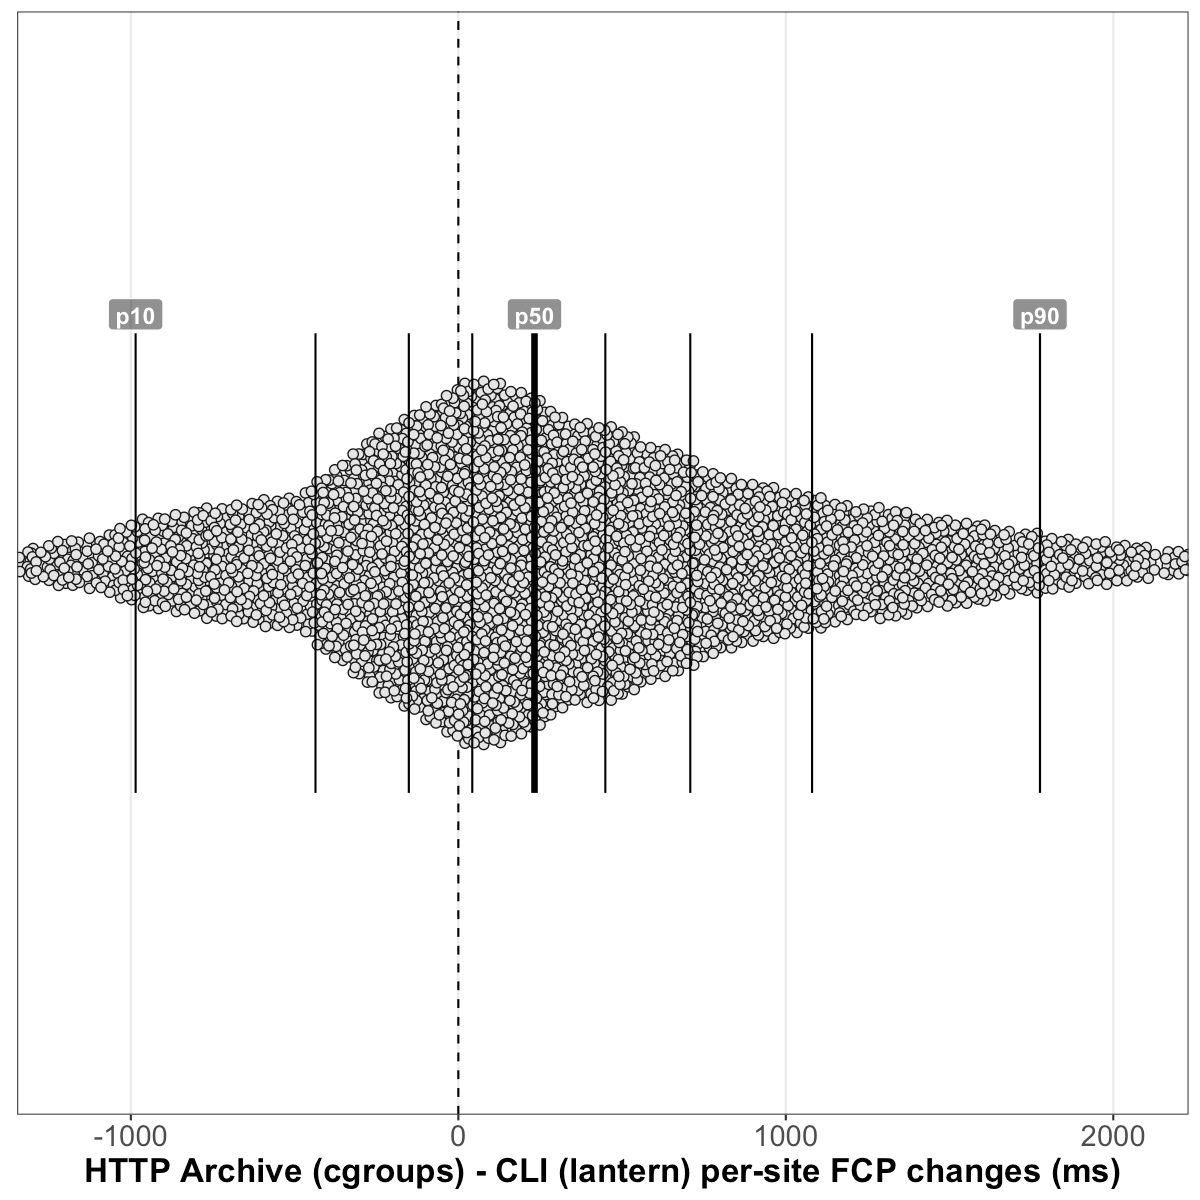 p10 p50 p90
-1000 0 1000 2000
HTTP Archive (cgroups) - CLI (lantern) per-site FCP changes (ms)